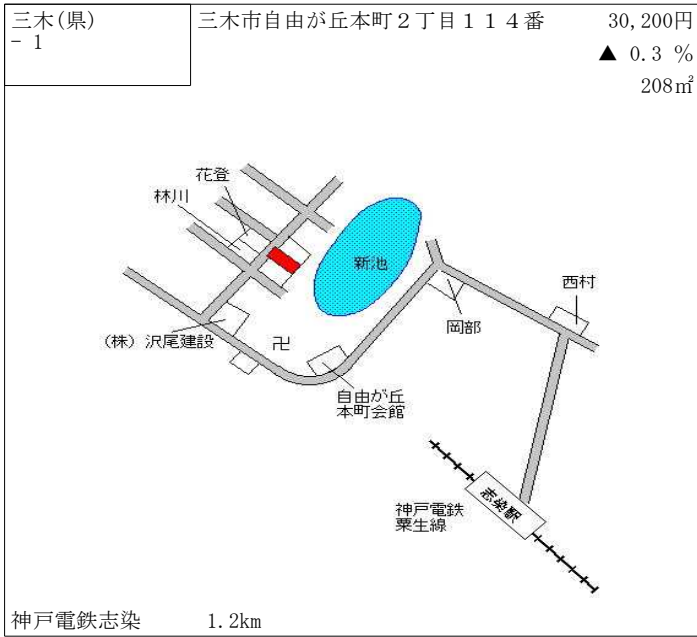 三木(県)
- 1
三木市自由が丘本町２丁目１１４番
30,200円
▲ 0.3 %
208㎡
花登
林川
新池
西村
岡部
(株) 沢尾建設
卍
自由が丘
本町会館
志染駅
神戸電鉄
粟生線
神戸電鉄志染 1.2km